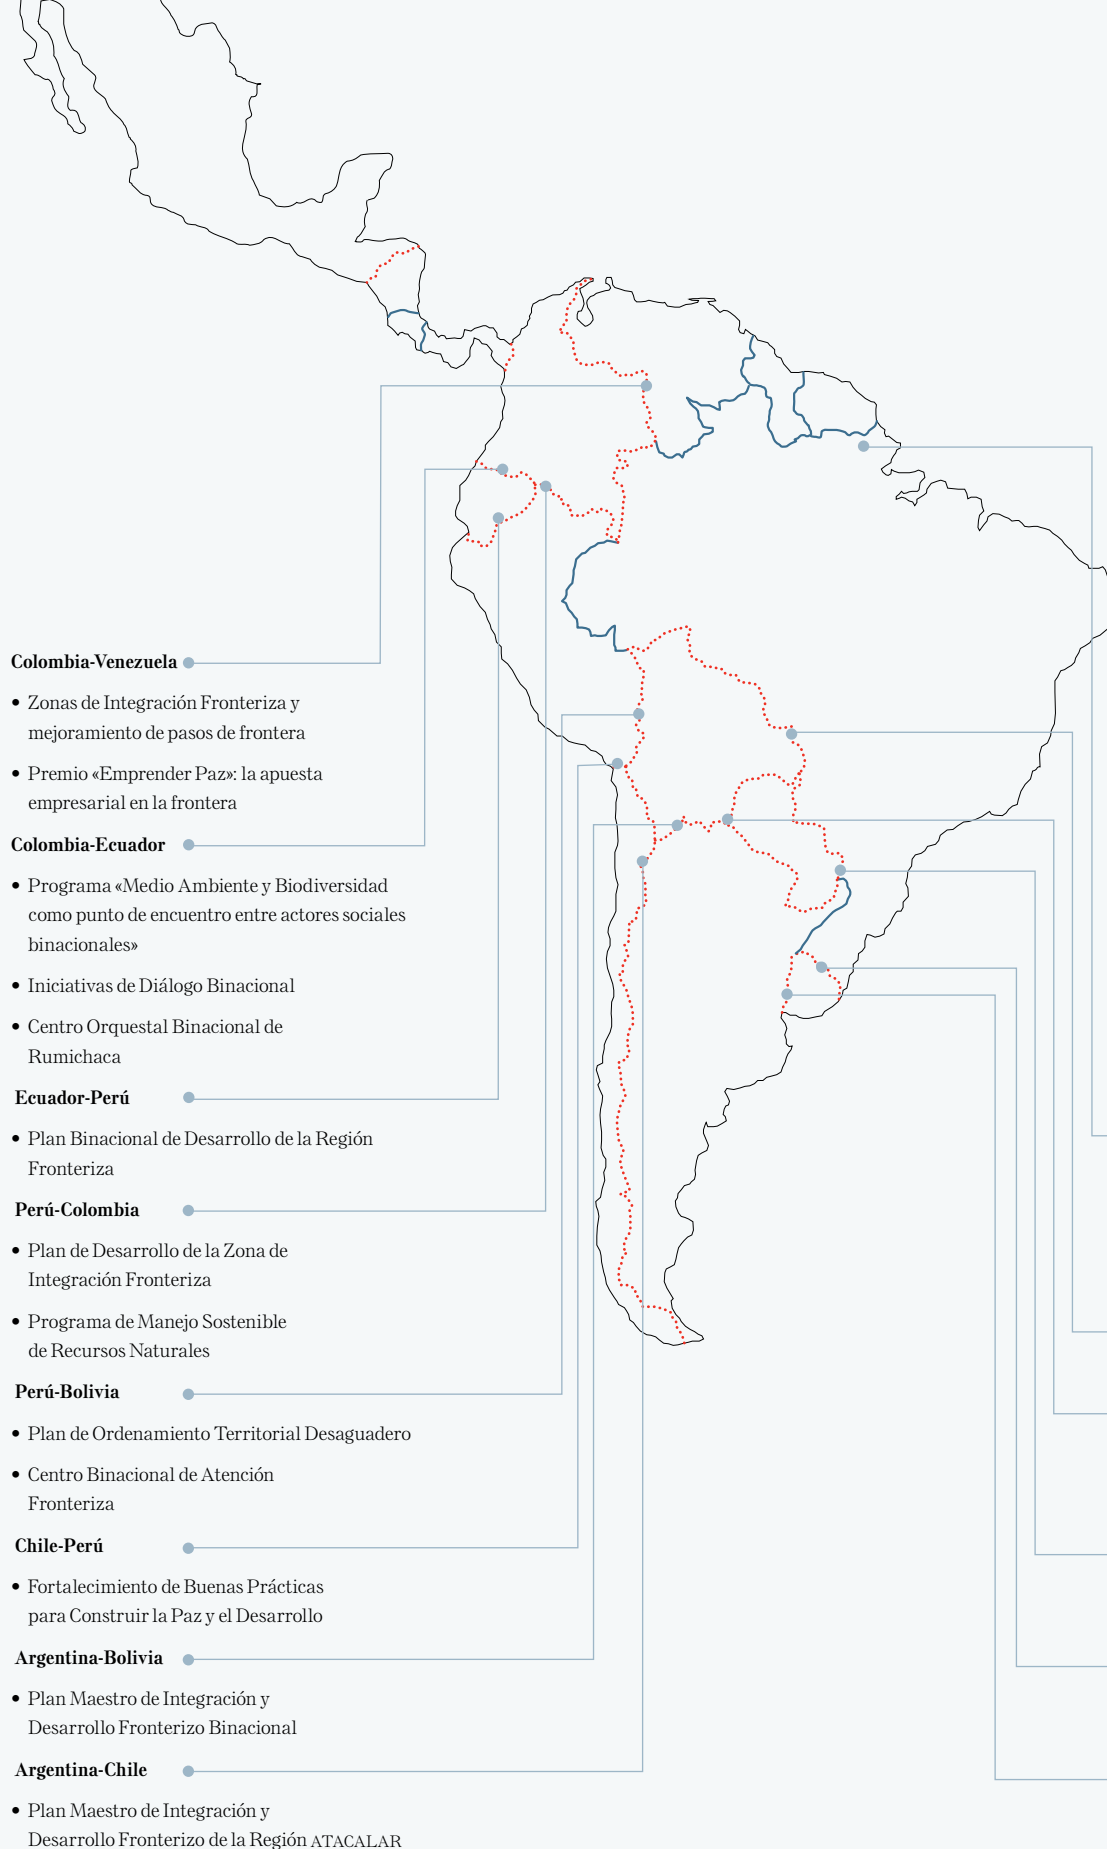 Colombia-Venezuela
• Zonas de Integración Fronteriza y
mejoramiento de pasos de frontera
• Premio «Emprender Paz»: la apuesta
empresarial en la frontera
Colombia-Ecuador
• Programa «Medio Ambiente y Biodiversidad
como punto de encuentro entre actores sociales
binacionales»
• Iniciativas de Diálogo Binacional
• Centro Orquestal Binacional de
Rumichaca
Ecuador-Perú
• Plan Binacional de Desarrollo de la Región
Fronteriza
Perú-Colombia
• Plan de Desarrollo de la Zona de
Integración Fronteriza
• Programa de Manejo Sostenible
de Recursos Naturales
Perú-Bolivia
• Plan de Ordenamiento Territorial Desaguadero
• Centro Binacional de Atención
Fronteriza
Chile-Perú
• Fortalecimiento de Buenas Prácticas
para Construir la Paz y el Desarrollo
Argentina-Bolivia
• Plan Maestro de Integración y
Desarrollo Fronterizo Binacional
Argentina-Chile
• Plan Maestro de Integración y
Desarrollo Fronterizo de la Región ATACALAR